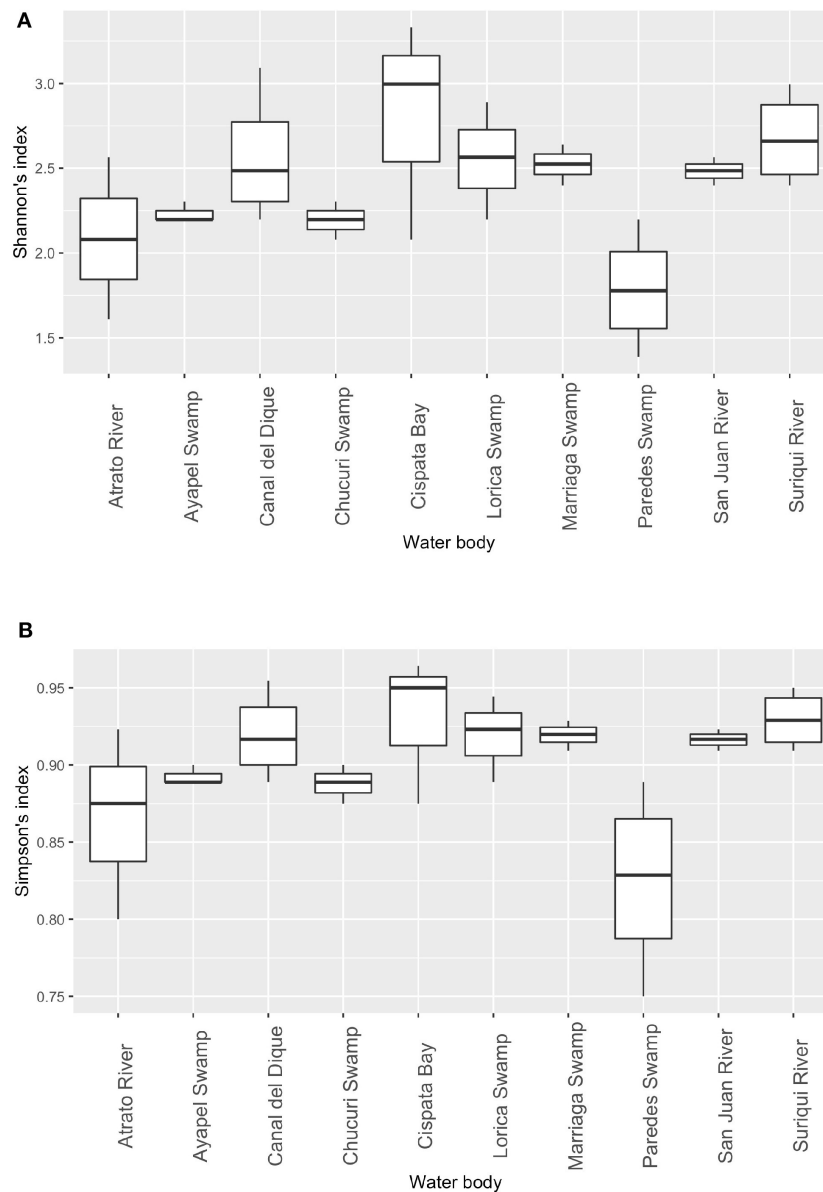 A
Shannon's index
3.0
2.5
2.0
1.5
Atrato River
Ayapel Swamp
Canal del Dique
Chucuri Swamp
Cispata Bay
Lorica Swamp
Marriaga Swamp
Paredes Swamp
San Juan River
Suriqui River
Water body
B
Simpson's index
0.95
0.90
0.85
0.80
0.75
Atrato River
Ayapel Swamp
Canal del Dique
Chucuri Swamp
Cispata Bay
Lorica Swamp
Marriaga Swamp
Paredes Swamp
San Juan River
Suriqui River
Water body